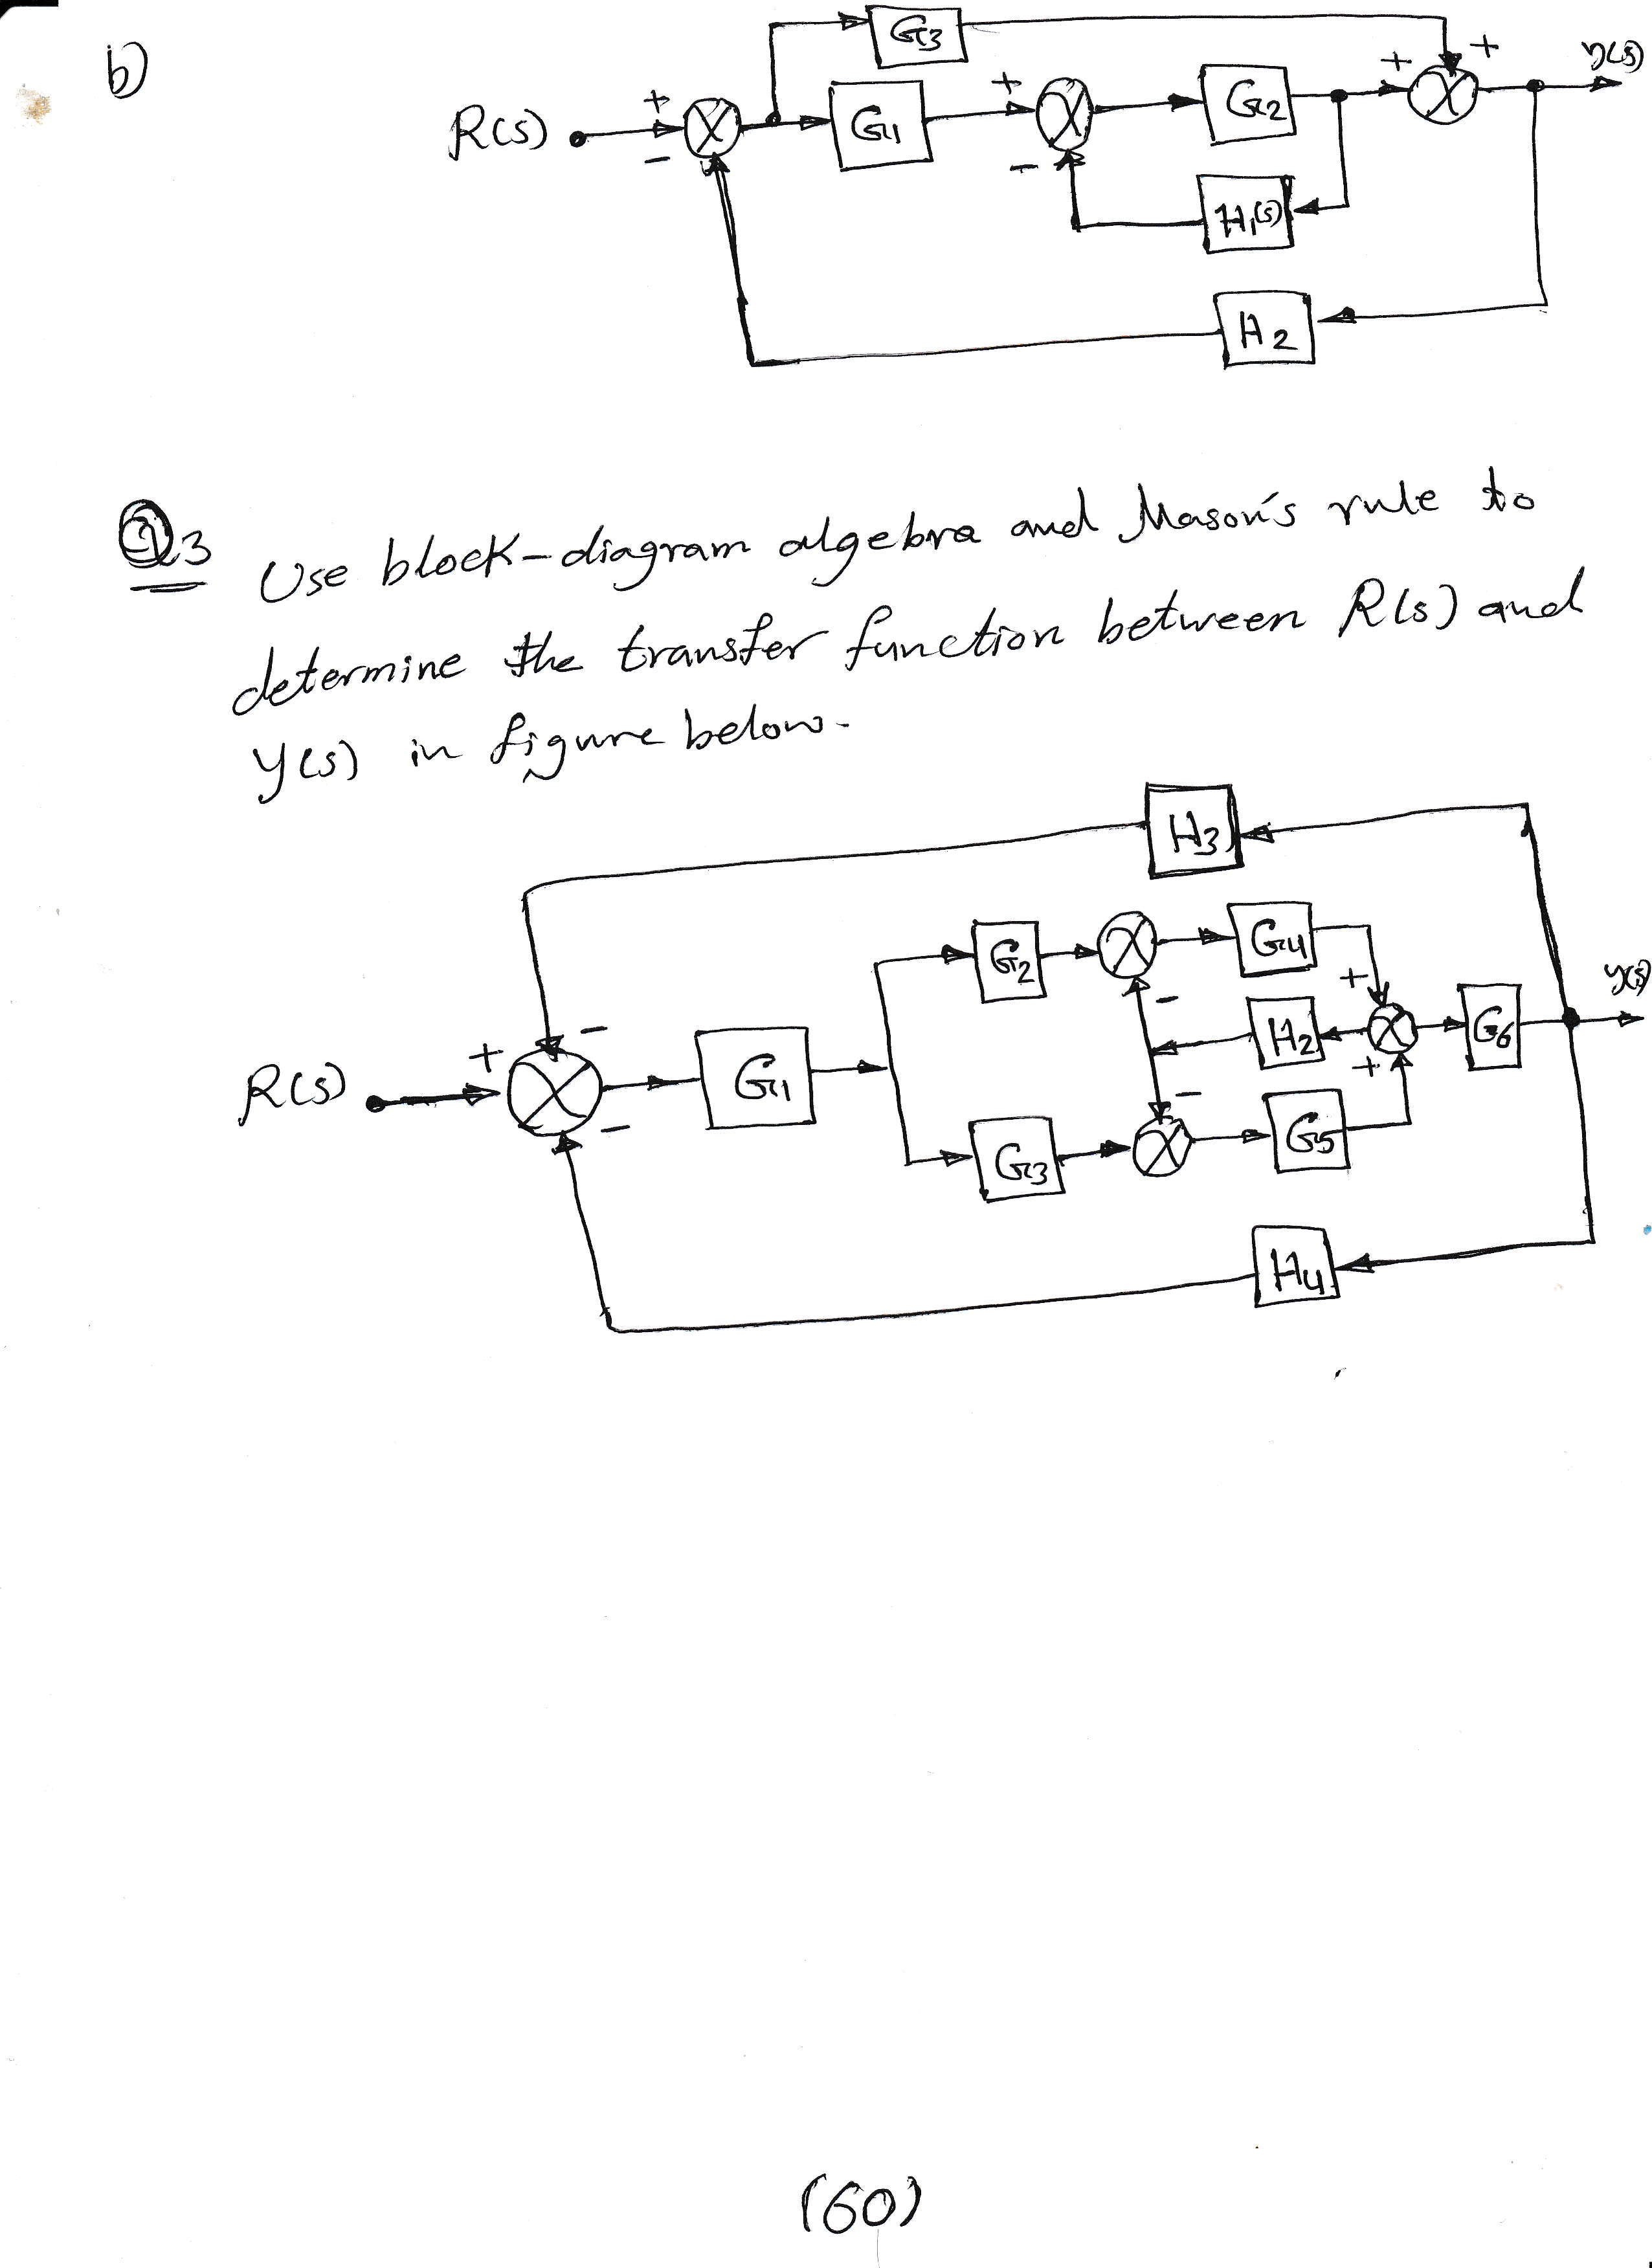 b)
G3
R(s) + - G1 + - G2 + + y(s)
H1(s)
H2
Q3 Use block-diagram algebra and Mason's rule to
determine the transfer function between R(s) and
y(s) in figure below.
H3
G2 G4
- + y(s)
R(s) + - G1 H2 G6
- - +
G3 G5
H4
(60)